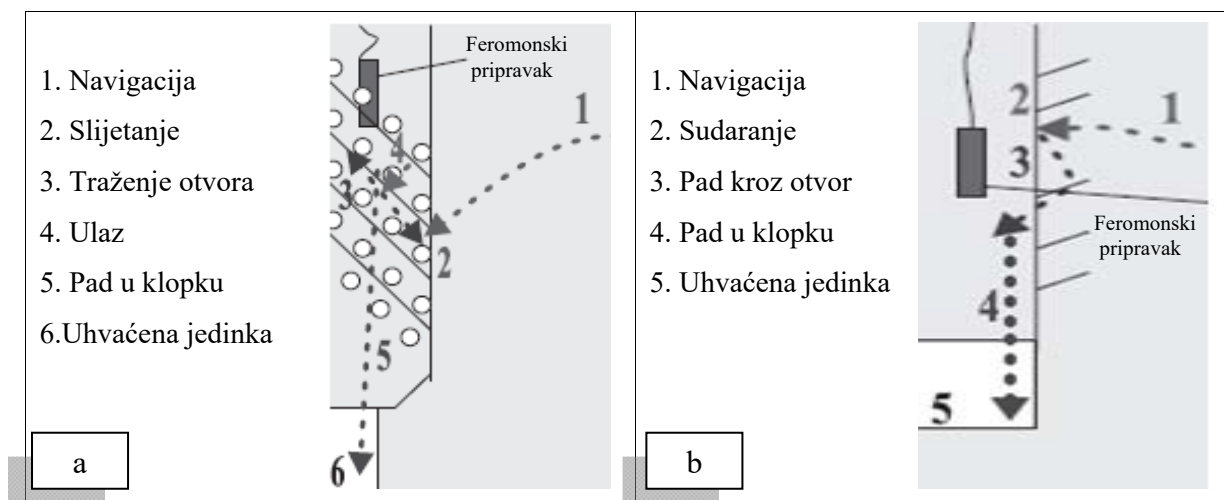 1. Navigacija
2. Slijetanje
3. Traženje otvora
4. Ulaz
5. Pad u klopku
6.Uhvaćena jedinka
Feromonski
pripravak
1
4
3
2
5
6
a
1. Navigacija
2. Sudaranje
3. Pad kroz otvor
4. Pad u klopku
5. Uhvaćena jedinka
2
1
3
Feromonski
pripravak
4
5
b